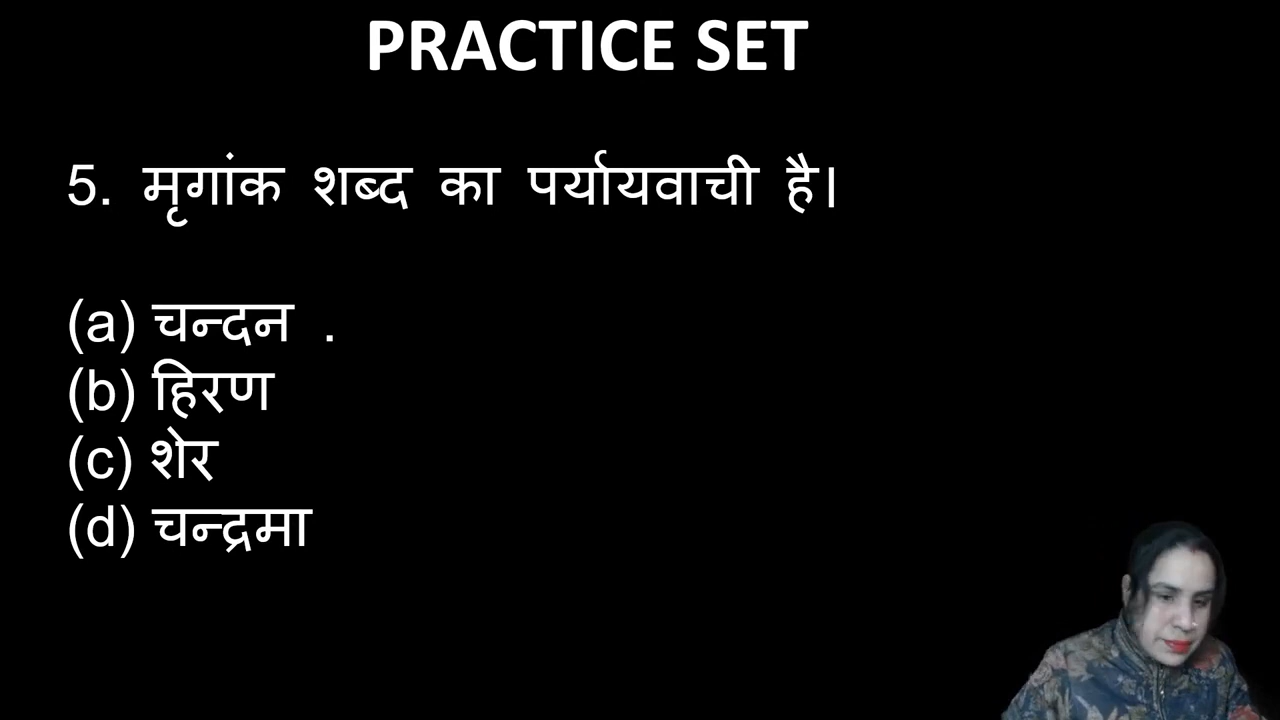 PRACTICE SET
5. मृगांक शब्द का पर्यायवाची है।
(a) चन्दन .
(b) हिरण
(c) शेर
(d) चन्द्रमा